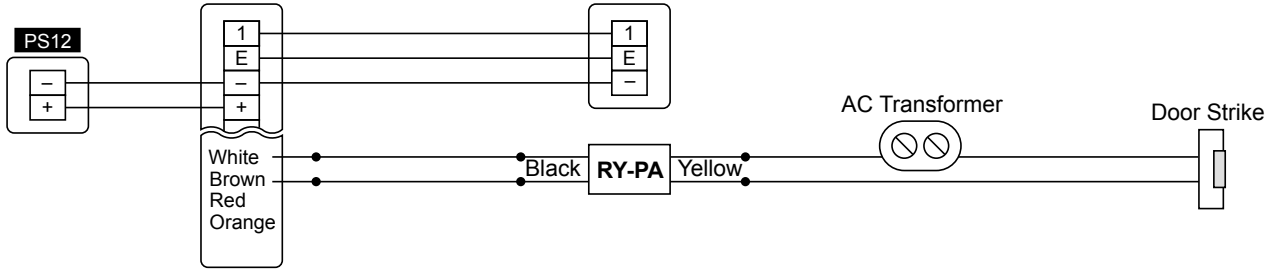 PS12
–
+
1
E
–
+
1
E
–
White
Brown
Red
Orange
Black
RY-PA
Yellow
AC Transformer
Door Strike